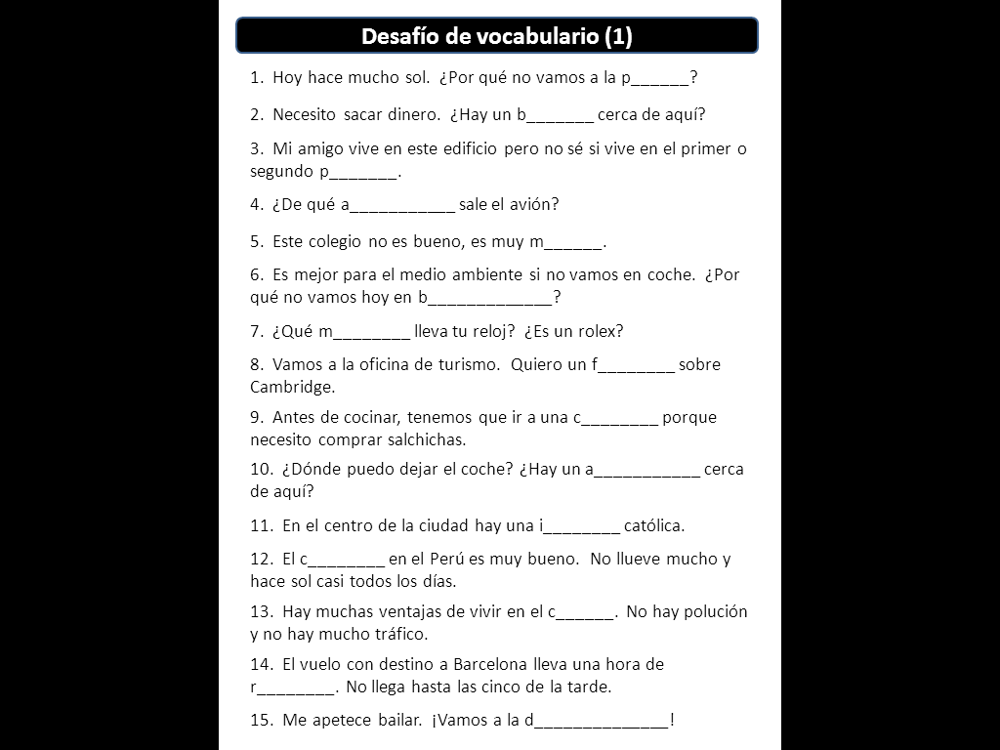 Desafío de vocabulario (1)
1. Hoy hace mucho sol. ¿Por qué no vamos a la p______?
2. Necesito sacar dinero. ¿Hay un b_______ cerca de aquí?
3. Mi amigo vive en este edificio pero no sé si vive en el primer o
segundo p_______.
4. ¿De qué a___________ sale el avión?
5. Este colegio no es bueno, es muy m______.
6. Es mejor para el medio ambiente si no vamos en coche. ¿Por
qué no vamos hoy en b_____________?
7. ¿Qué m________ lleva tu reloj? ¿Es un rolex?
8. Vamos a la oficina de turismo. Quiero un f________ sobre
Cambridge.
9. Antes de cocinar, tenemos que ir a una c________ porque
necesito comprar salchichas.
10. ¿Dónde puedo dejar el coche? ¿Hay un a___________ cerca
de aquí?
11. En el centro de la ciudad hay una i________ católica.
12. El c________ en el Perú es muy bueno. No llueve mucho y
hace sol casi todos los días.
13. Hay muchas ventajas de vivir en el c______. No hay polución
y no hay mucho tráfico.
14. El vuelo con destino a Barcelona lleva una hora de
r________. No llega hasta las cinco de la tarde.
15. Me apetece bailar. ¡Vamos a la d______________!